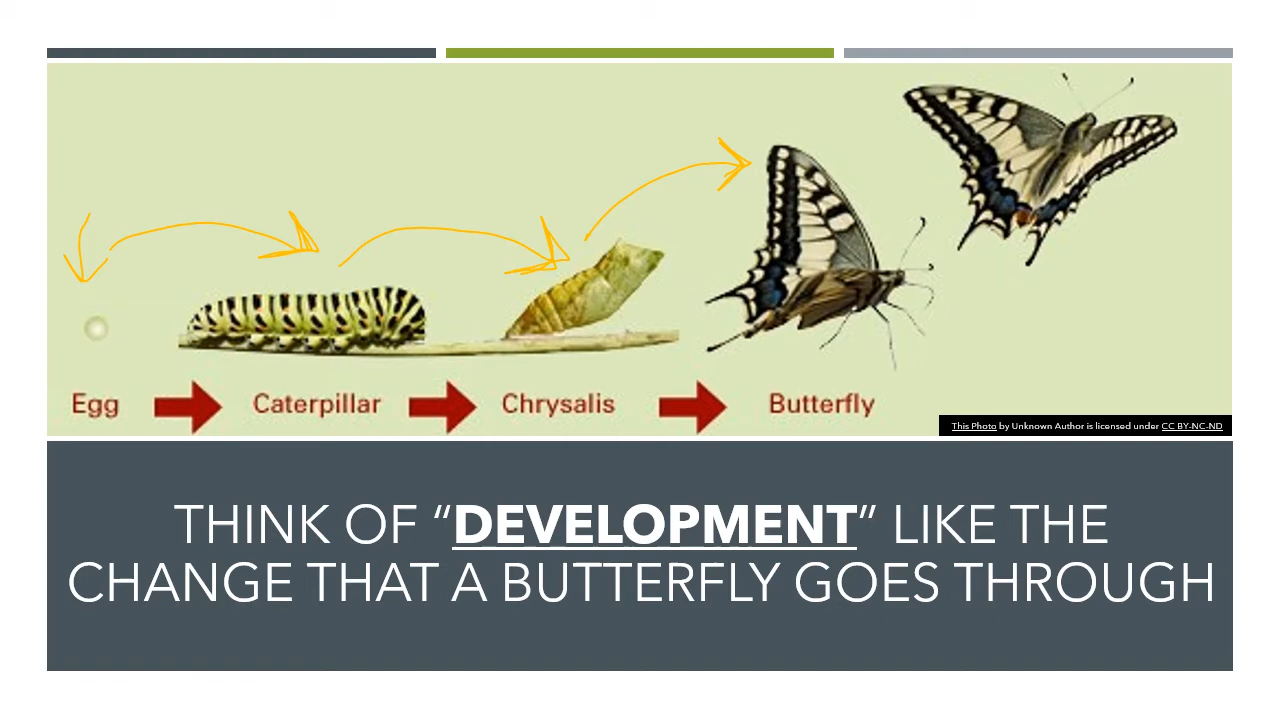 Egg Caterpillar Chrysalis Butterfly
This Photo by Unknown Author is licensed under CC BY-NC-ND
THINK OF “DEVELOPMENT” LIKE THE
CHANGE THAT A BUTTERFLY GOES THROUGH